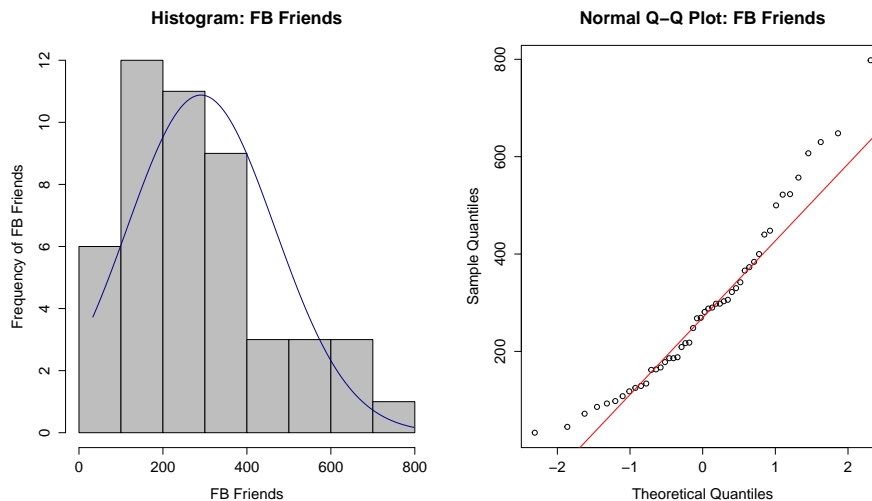 Histogram: FB Friends
Frequency of FB Friends
12
10
8
6
4
2
0
0 200 400 600 800
FB Friends
Normal Q−Q Plot: FB Friends
Sample Quantiles
800
600
400
200
−2 −1 0 1 2
Theoretical Quantiles